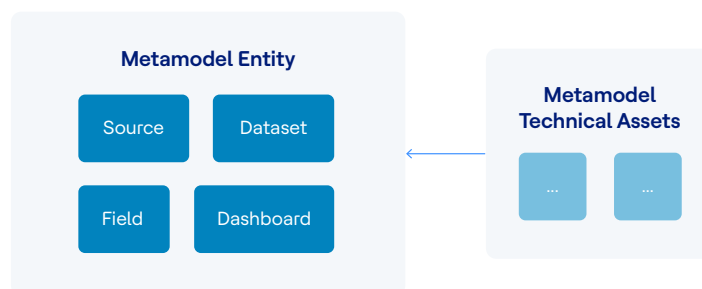 Metamodel Entity
Source
Dataset
Field
Dashboard
Metamodel
Technical Assets
...
...